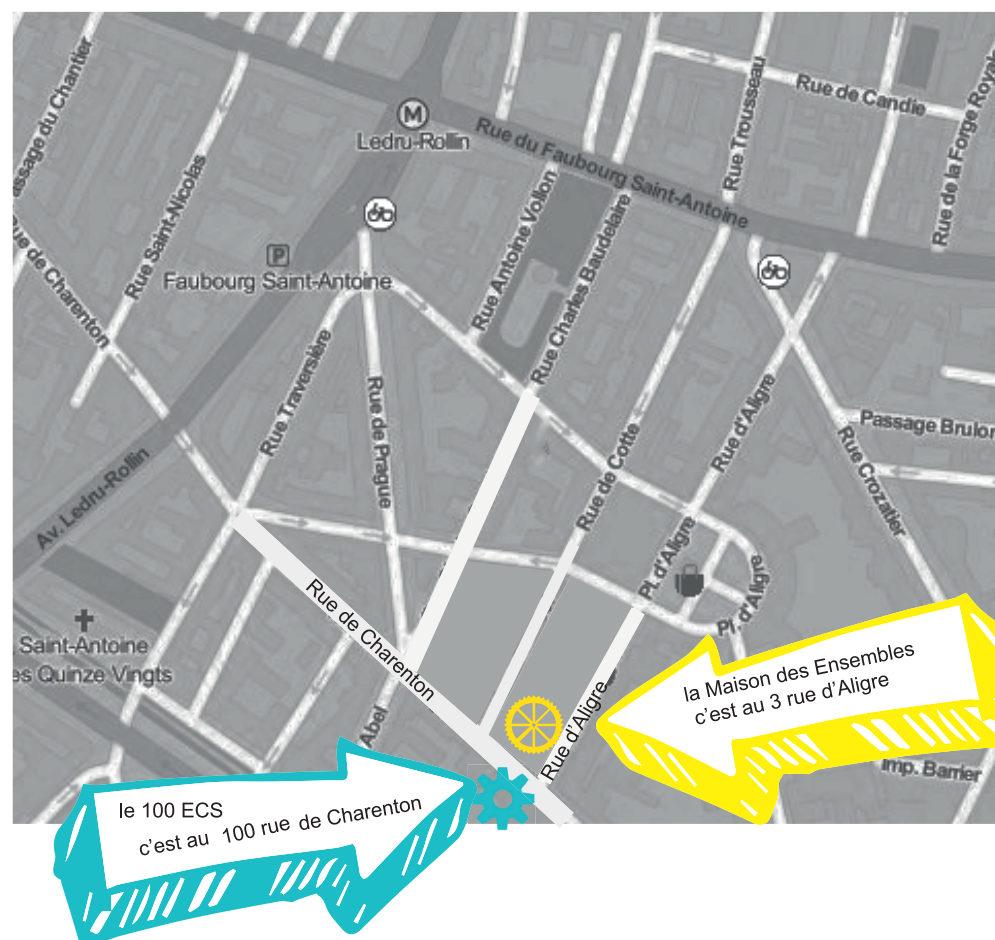 Rue de Candie
Rue Trousseau
Rue de la Forge Royal
assage du Chantier
M
Ledru-Rollin
Rue du Faubourg Saint-Antoine
Rue Saint-Nicolas
Rue de Charenton
P
Faubourg Saint-Antoine
Rue Antoine Vollon
Rue Charles Baudelaire
Rue Traversière
Rue de Prague
Rue de Cotte
Rue d'Aligre
Passage Brulon
Rue Crozatier
Av. Ledru-Rollin
Pl. d'Aligre
Pl. d'Aligre
Saint-Antoine
es Quinze Vingts
Rue de Charenton
Abel
Rue d'Aligre
la Maison des Ensembles
c'est au 3 rue d'Aligre
Imp. Barrier
le 100 ECS
c'est au 100 rue de Charenton